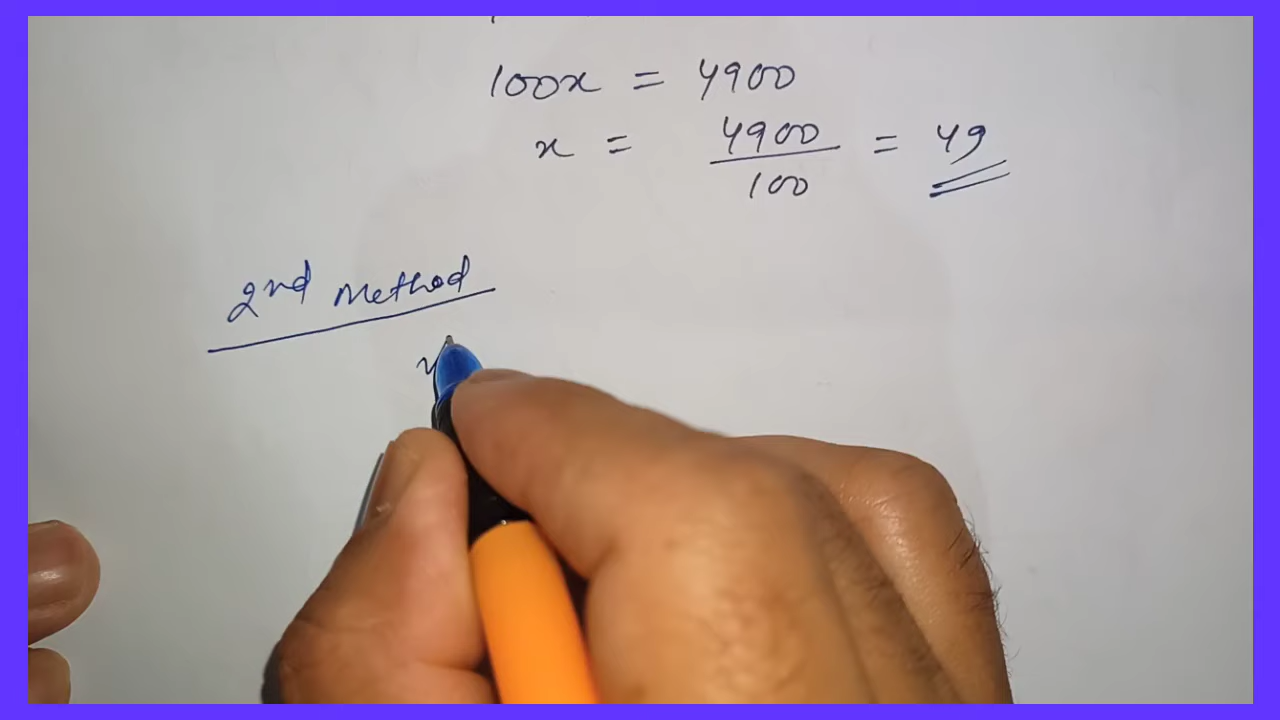 100x = 4900
x = 4900/100 = 49
2nd Method